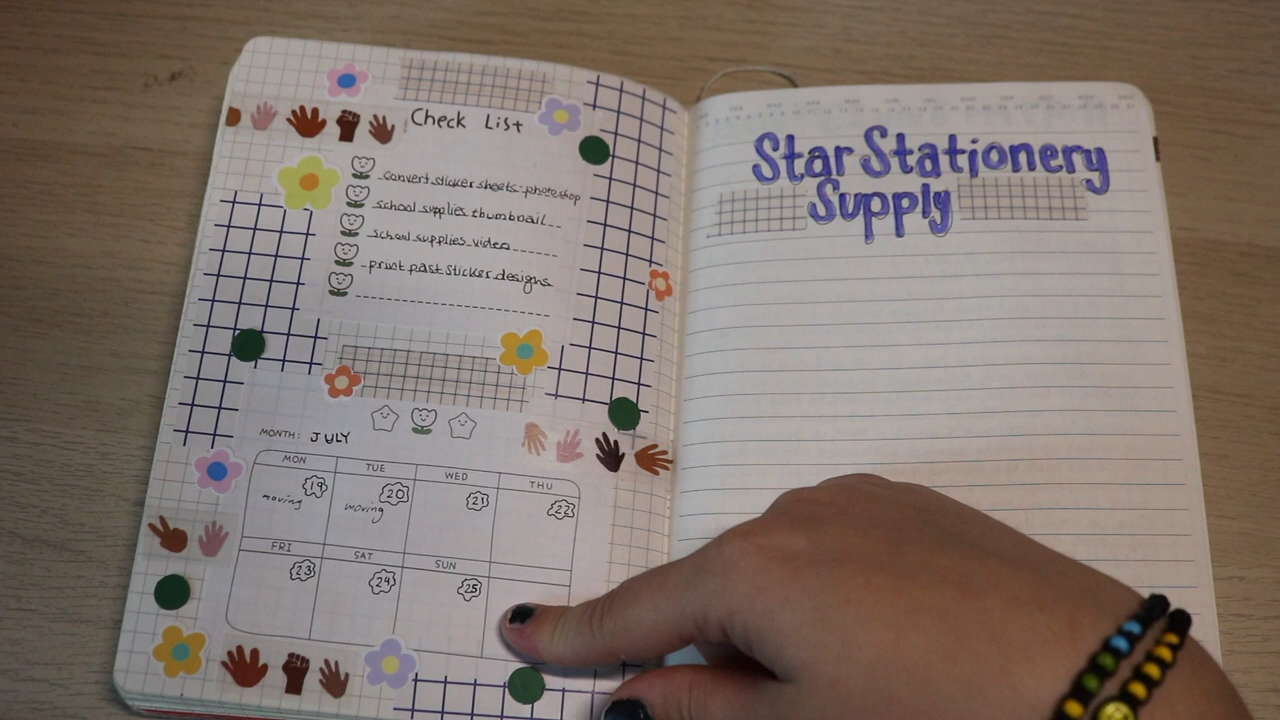 Check List
convert sticker sheets-photoshop
school supplies thumbnail
school supplies video
print past sticker designs
MONTH: JULY
MON TUE WED THU
19 20 21 22
moving moving
FRI SAT SUN
23 24 25
Star Stationery
Supply